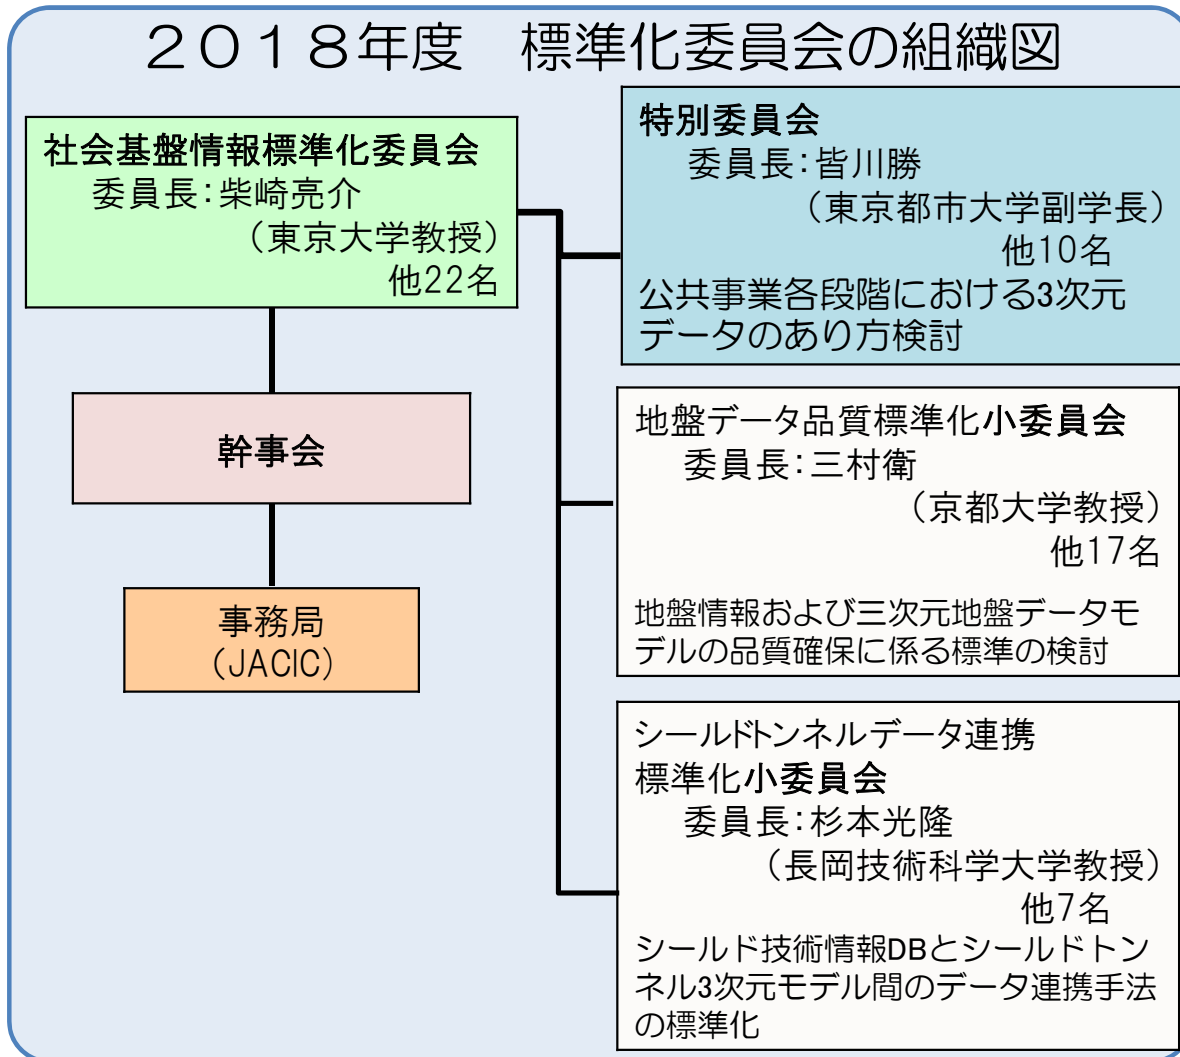 ２０１８年度　標準化委員会の組織図
社会基盤情報標準化委員会
委員長：柴崎亮介
（東京大学教授）
他22名
幹事会
事務局
（JACIC）
特別委員会
委員長：皆川勝
（東京都市大学副学長）
他10名
公共事業各段階における3次元
データのあり方検討
地盤データ品質標準化小委員会
委員長：三村衛
（京都大学教授）
他17名
地盤情報および三次元地盤データモ
デルの品質確保に係る標準の検討
シールドトンネルデータ連携
標準化小委員会
委員長：杉本光隆
（長岡技術科学大学教授）
他7名
シールド技術情報DBとシールドトン
ネル3次元モデル間のデータ連携手法
の標準化